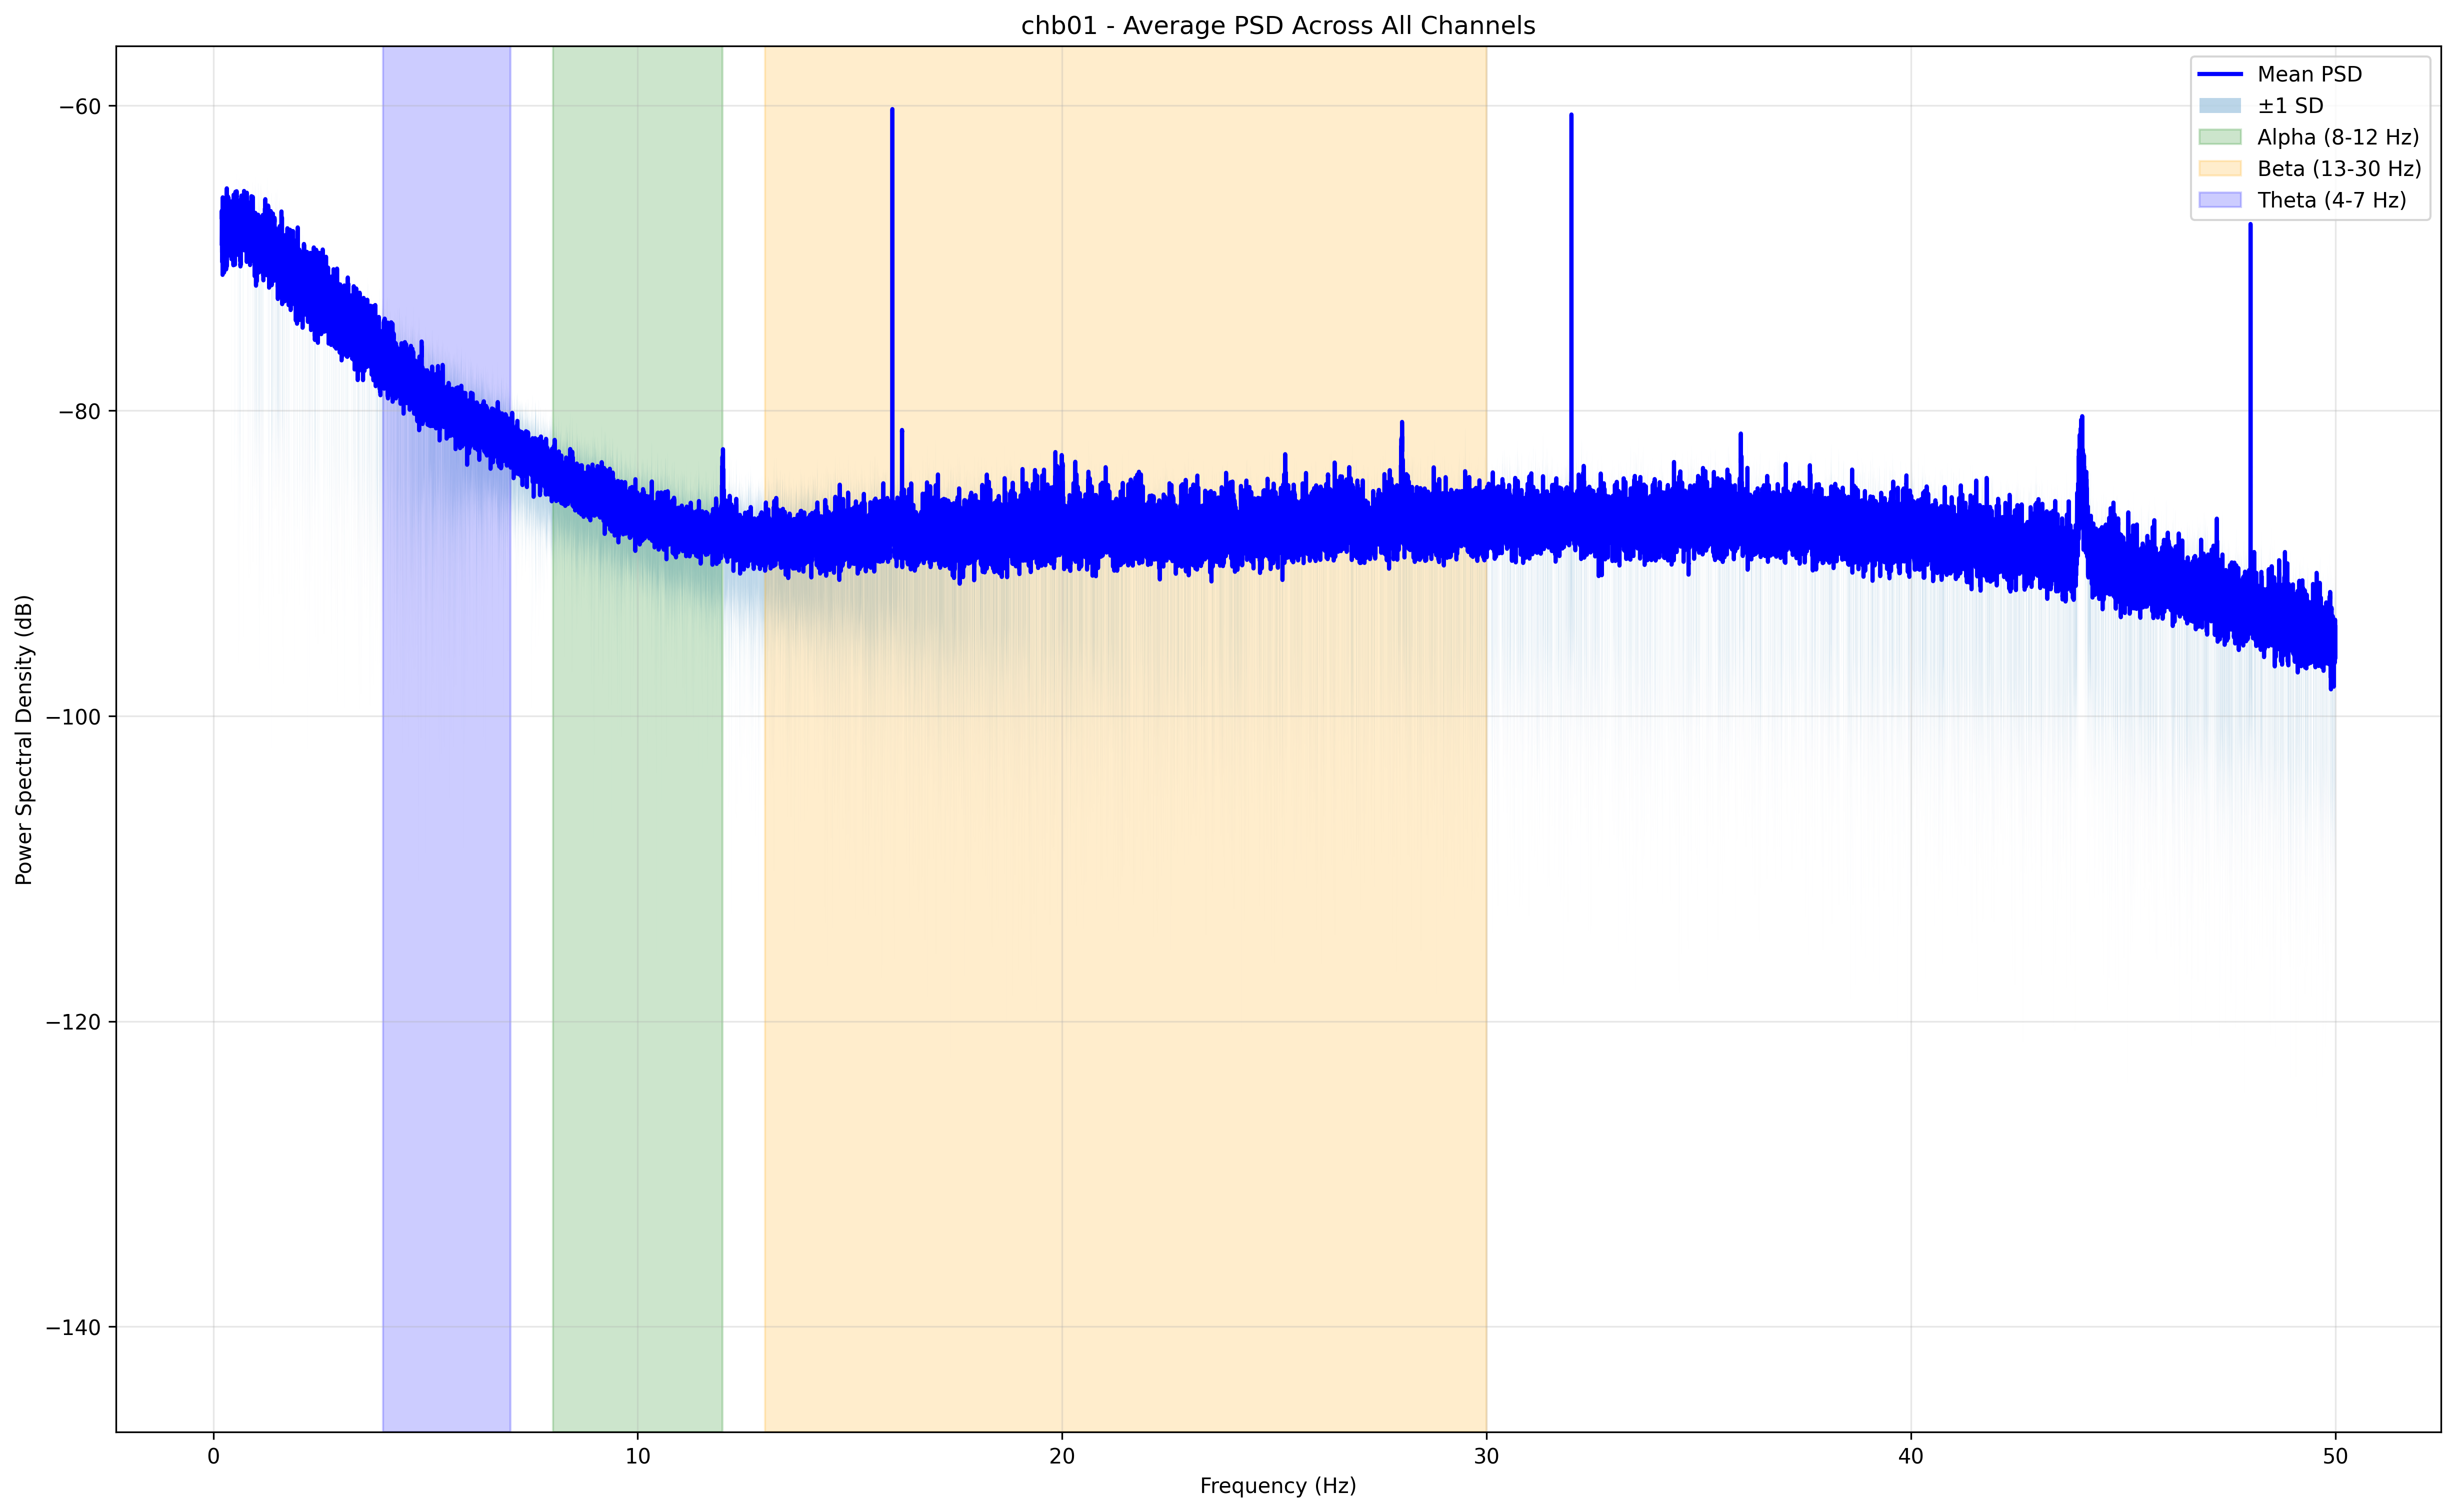 chb01 - Average PSD Across All Channels
Mean PSD
±1 SD
Alpha (8-12 Hz)
Beta (13-30 Hz)
Theta (4-7 Hz)
−60
−80
−100
−120
−140
Power Spectral Density (dB)
0
10
20
30
40
50
Frequency (Hz)